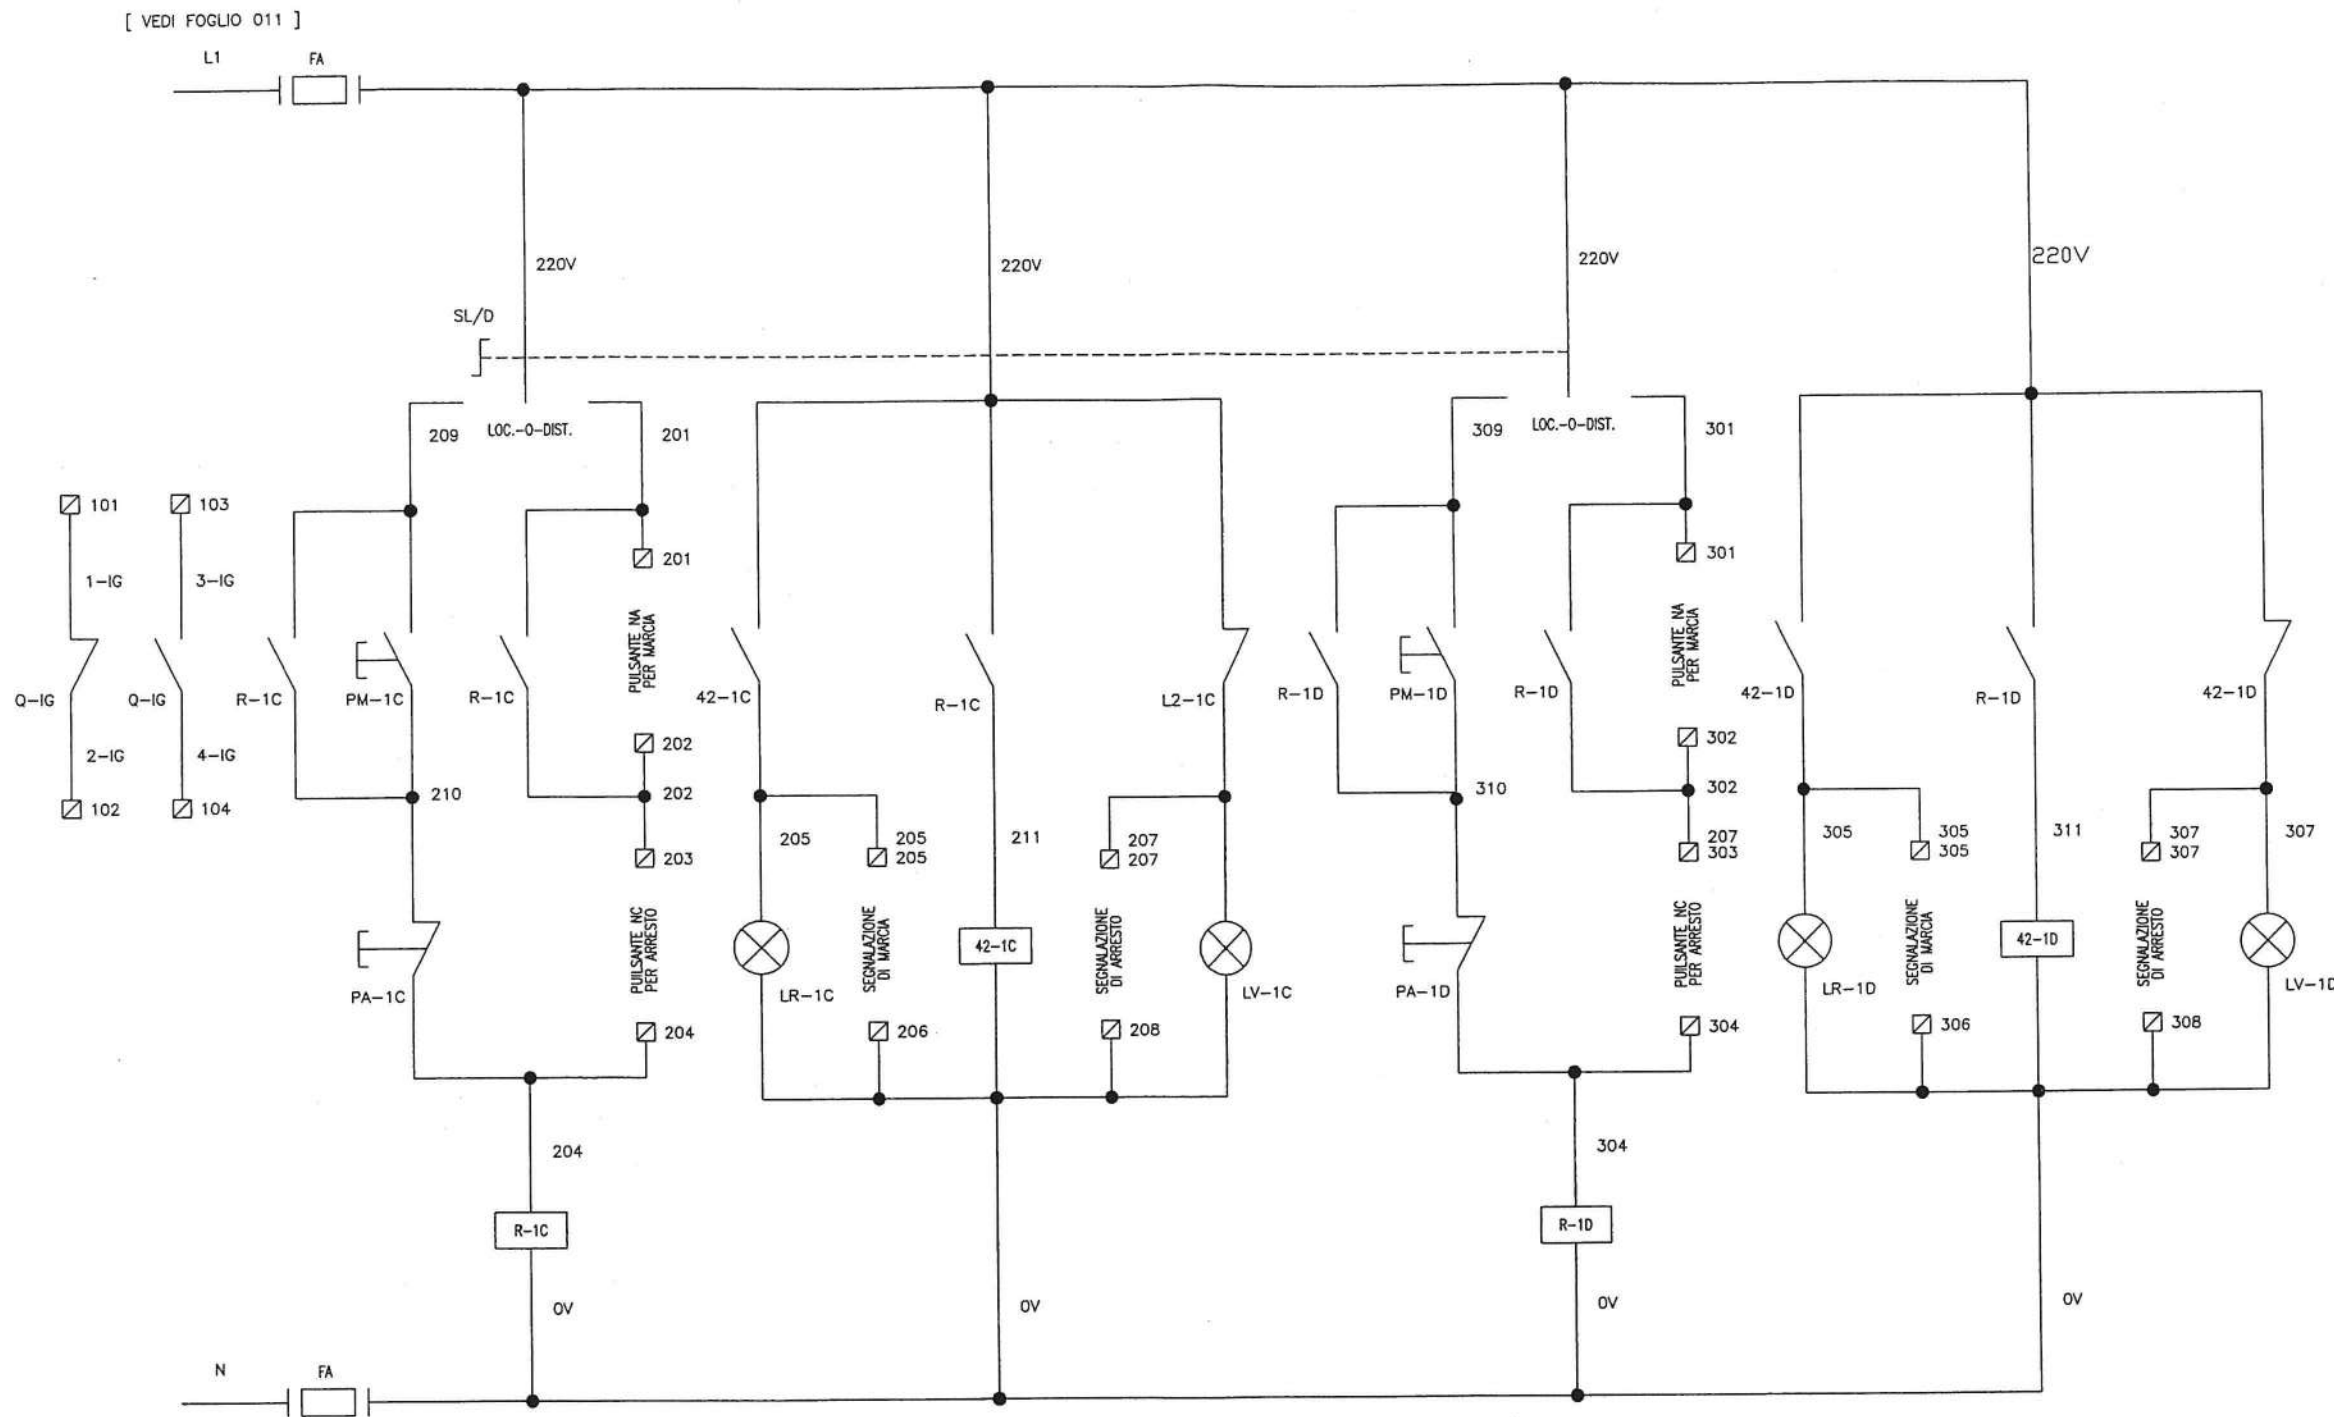 [ VEDI FOGLIO 011 ]
L1
FA
220V
220V
220V
220V
SL/D
209
LOC.-O-DIST.
201
309
LOC.-O-DIST.
301
101
103
201
301
1-IG
3-IG
PULSANTE NA
PER MARCIA
PULSANTE NA
PER MARCIA
Q-IG
Q-IG
R-1C
PM-1C
R-1C
42-1C
R-1C
L2-1C
R-1D
PM-1D
R-1D
42-1D
R-1D
42-1D
2-IG
4-IG
202
302
102
104
210
202
310
302
203
205
205
205
211
207
207
207
303
305
305
305
311
307
307
307
PUILSANTE NC
PER ARRESTO
SEGNALAZIONE
DI MARCIA
42-1C
SEGNALAZIONE
DI ARRESTO
PUILSANTE NC
PER ARRESTO
SEGNALAZIONE
DI MARCIA
42-1D
SEGNALAZIONE
DI ARRESTO
PA-1C
LR-1C
LV-1C
PA-1D
LR-1D
LV-1D
204
206
208
304
306
308
204
304
R-1C
R-1D
0V
0V
0V
0V
N
FA